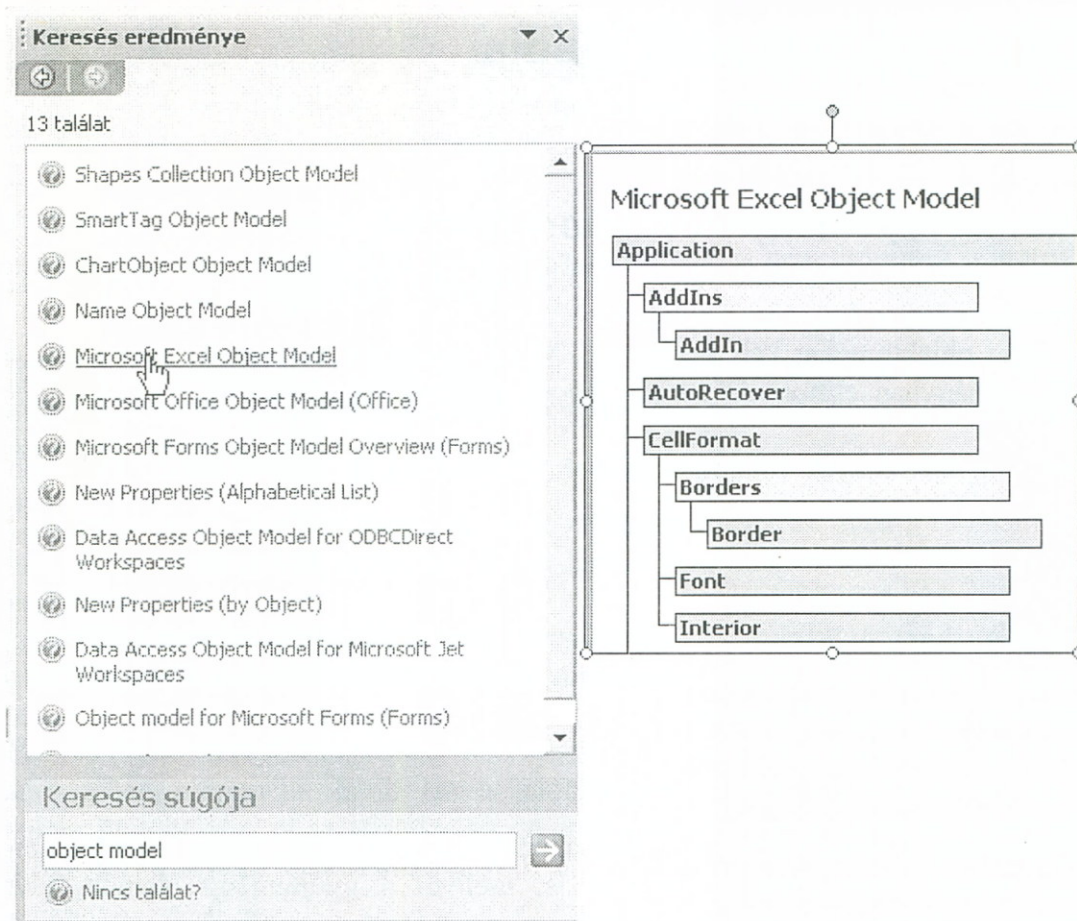 Keresés eredménye
13 találat
Shapes Collection Object Model
SmartTag Object Model
ChartObject Object Model
Name Object Model
Microsoft Excel Object Model
Microsoft Office Object Model (Office)
Microsoft Forms Object Model Overview (Forms)
New Properties (Alphabetical List)
Data Access Object Model for ODBCDirect
Workspaces
New Properties (by Object)
Data Access Object Model for Microsoft Jet
Workspaces
Object model for Microsoft Forms (Forms)
Keresés súgója
object model
Nincs találat?
Microsoft Excel Object Model
Application
AddIns
AddIn
AutoRecover
CellFormat
Borders
Border
Font
Interior